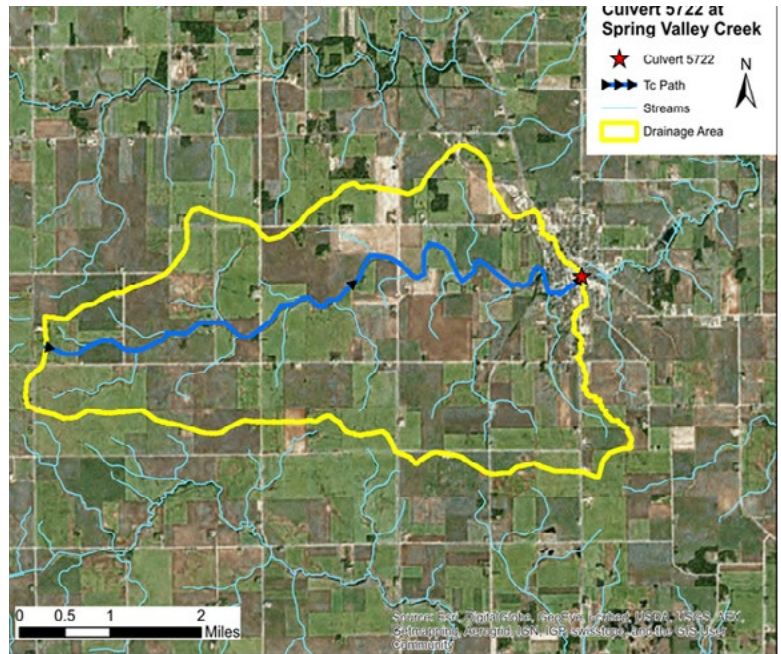 Culvert 5722 at
Spring Valley Creek
Culvert 5722
N
Tc Path
Streams
Drainage Area
0 0.5 1 2
Miles
Source: Esri, DigitalGlobe, GeoEye, i-cubed, USDA, USGS, AEX,
Getmapping, Aerogrid, IGN, IGP, swisstopo, and the GIS User
Community